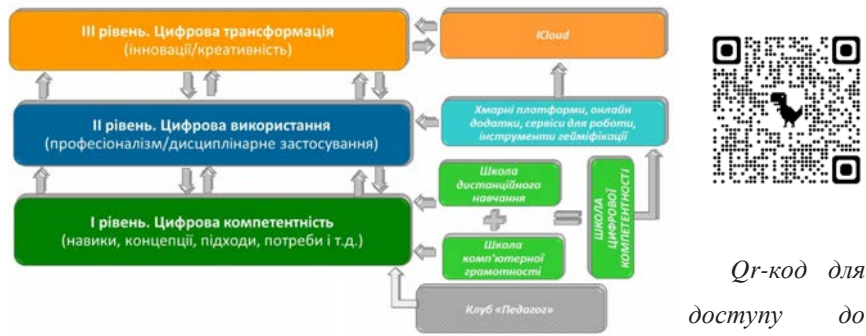 III рівень. Цифрова трансформація
(інновації/креативність)
ICloud
II рівень. Цифрова використання
(професіоналізм/дисциплінарне застосування)
Хмарні платформи, онлайн
додатки, сервіси для роботи,
інструменти гейміфікації
I рівень. Цифрова компетентність
(навики, концепції, підходи, потреби і т.д.)
Школа
дистанційного
навчання
Школа
комп'ютерної
грамотності
ШКОЛА
ЦИФРОВОЇ
КОМПЕТЕНТНОСТІ
Клуб «Педагог»
Qr-код для
доступу до